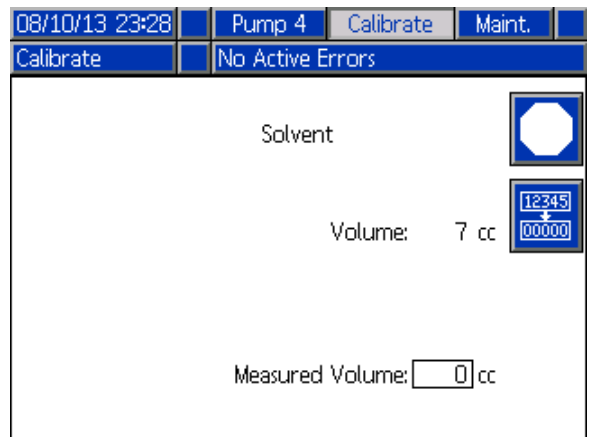 08/10/13 23:28 Pump 4 Calibrate Maint.
Calibrate No Active Errors
Solvent
12345
Volume: 7 cc 00000
Measured Volume: 0 cc